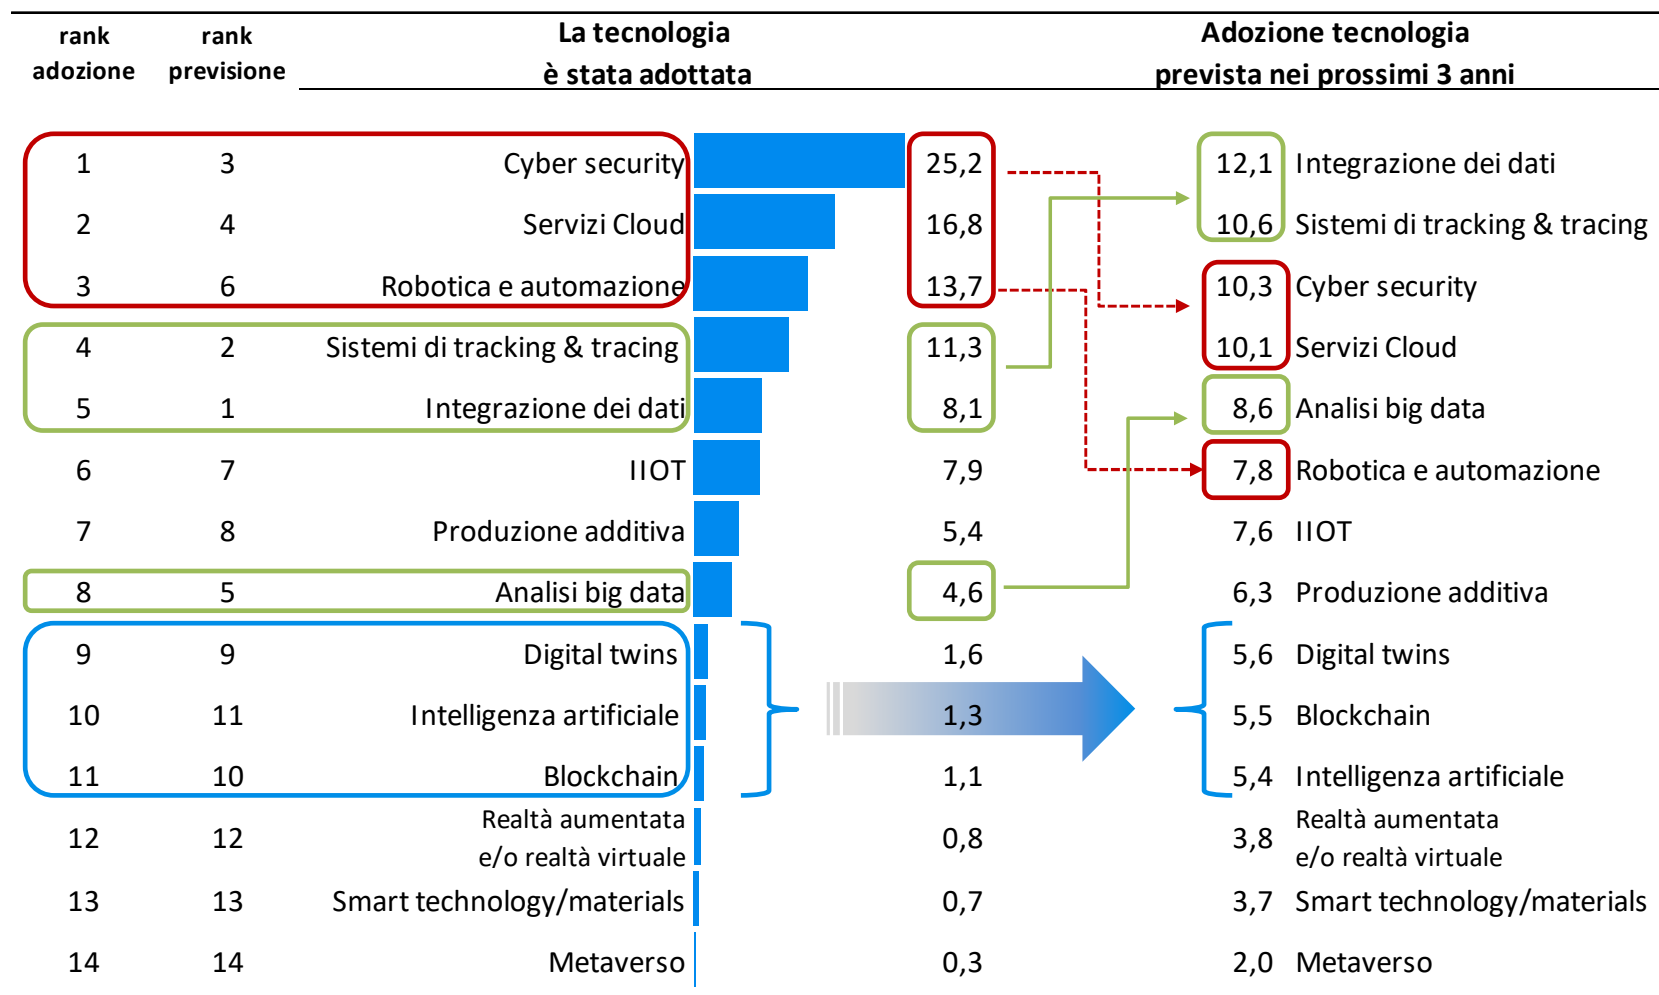 rank adozione rank previsione La tecnologia è stata adottata Adozione tecnologia prevista nei prossimi 3 anni
1 3 Cyber security 25,2 12,1 Integrazione dei dati
2 4 Servizi Cloud 16,8 10,6 Sistemi di tracking & tracing
3 6 Robotica e automazione 13,7 10,3 Cyber security
4 2 Sistemi di tracking & tracing 11,3 10,1 Servizi Cloud
5 1 Integrazione dei dati 8,1 8,6 Analisi big data
6 7 IIOT 7,9 7,8 Robotica e automazione
7 8 Produzione additiva 5,4 7,6 IIOT
8 5 Analisi big data 4,6 6,3 Produzione additiva
9 9 Digital twins 1,6 5,6 Digital twins
10 11 Intelligenza artificiale 1,3 5,5 Blockchain
11 10 Blockchain 1,1 5,4 Intelligenza artificiale
12 12 Realtà aumentata e/o realtà virtuale 0,8 3,8 Realtà aumentata e/o realtà virtuale
13 13 Smart technology/materials 0,7 3,7 Smart technology/materials
14 14 Metaverso 0,3 2,0 Metaverso